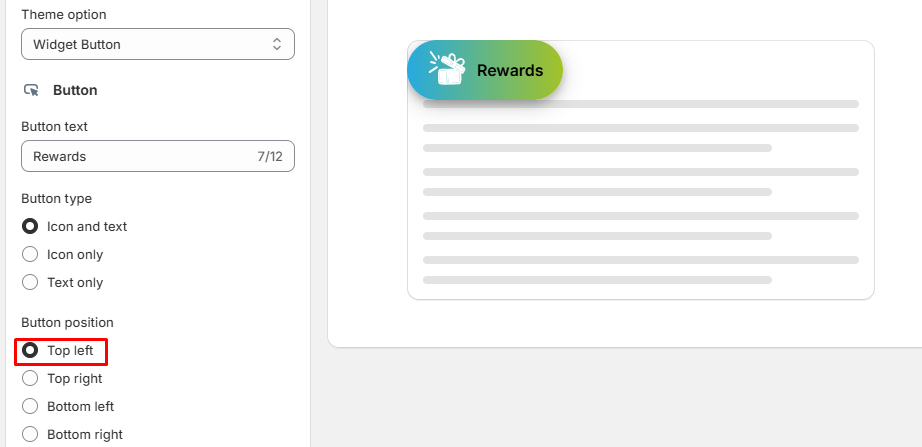 Theme option
Widget Button
Button
Button text
Rewards 7/12
Button type
Icon and text
Icon only
Text only
Button position
Top left
Top right
Bottom left
Bottom right
Rewards